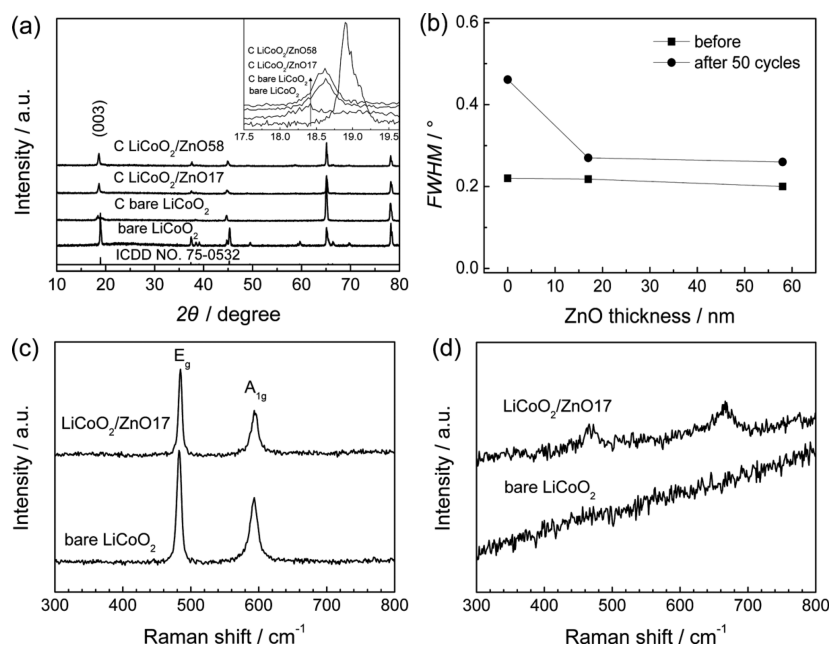 (a)
Intensity / a.u.
(003)
C LiCoO₂/ZnO58
C LiCoO₂/ZnO17
C bare LiCoO₂
bare LiCoO₂
17.5 18.0 18.5 19.0 19.5
C LiCoO₂/ZnO58
C LiCoO₂/ZnO17
C bare LiCoO₂
bare LiCoO₂
ICDD NO. 75-0532
10 20 30 40 50 60 70 80
2θ / degree
(b)
before
after 50 cycles
FWHM / °
0.6
0.4
0.2
0.0
0 10 20 30 40 50 60
ZnO thickness / nm
(c)
Intensity / a.u.
E_g
A_1g
LiCoO₂/ZnO17
bare LiCoO₂
300 400 500 600 700 800
Raman shift / cm⁻¹
(d)
Intensity / a.u.
LiCoO₂/ZnO17
bare LiCoO₂
300 400 500 600 700 800
Raman shift / cm⁻¹